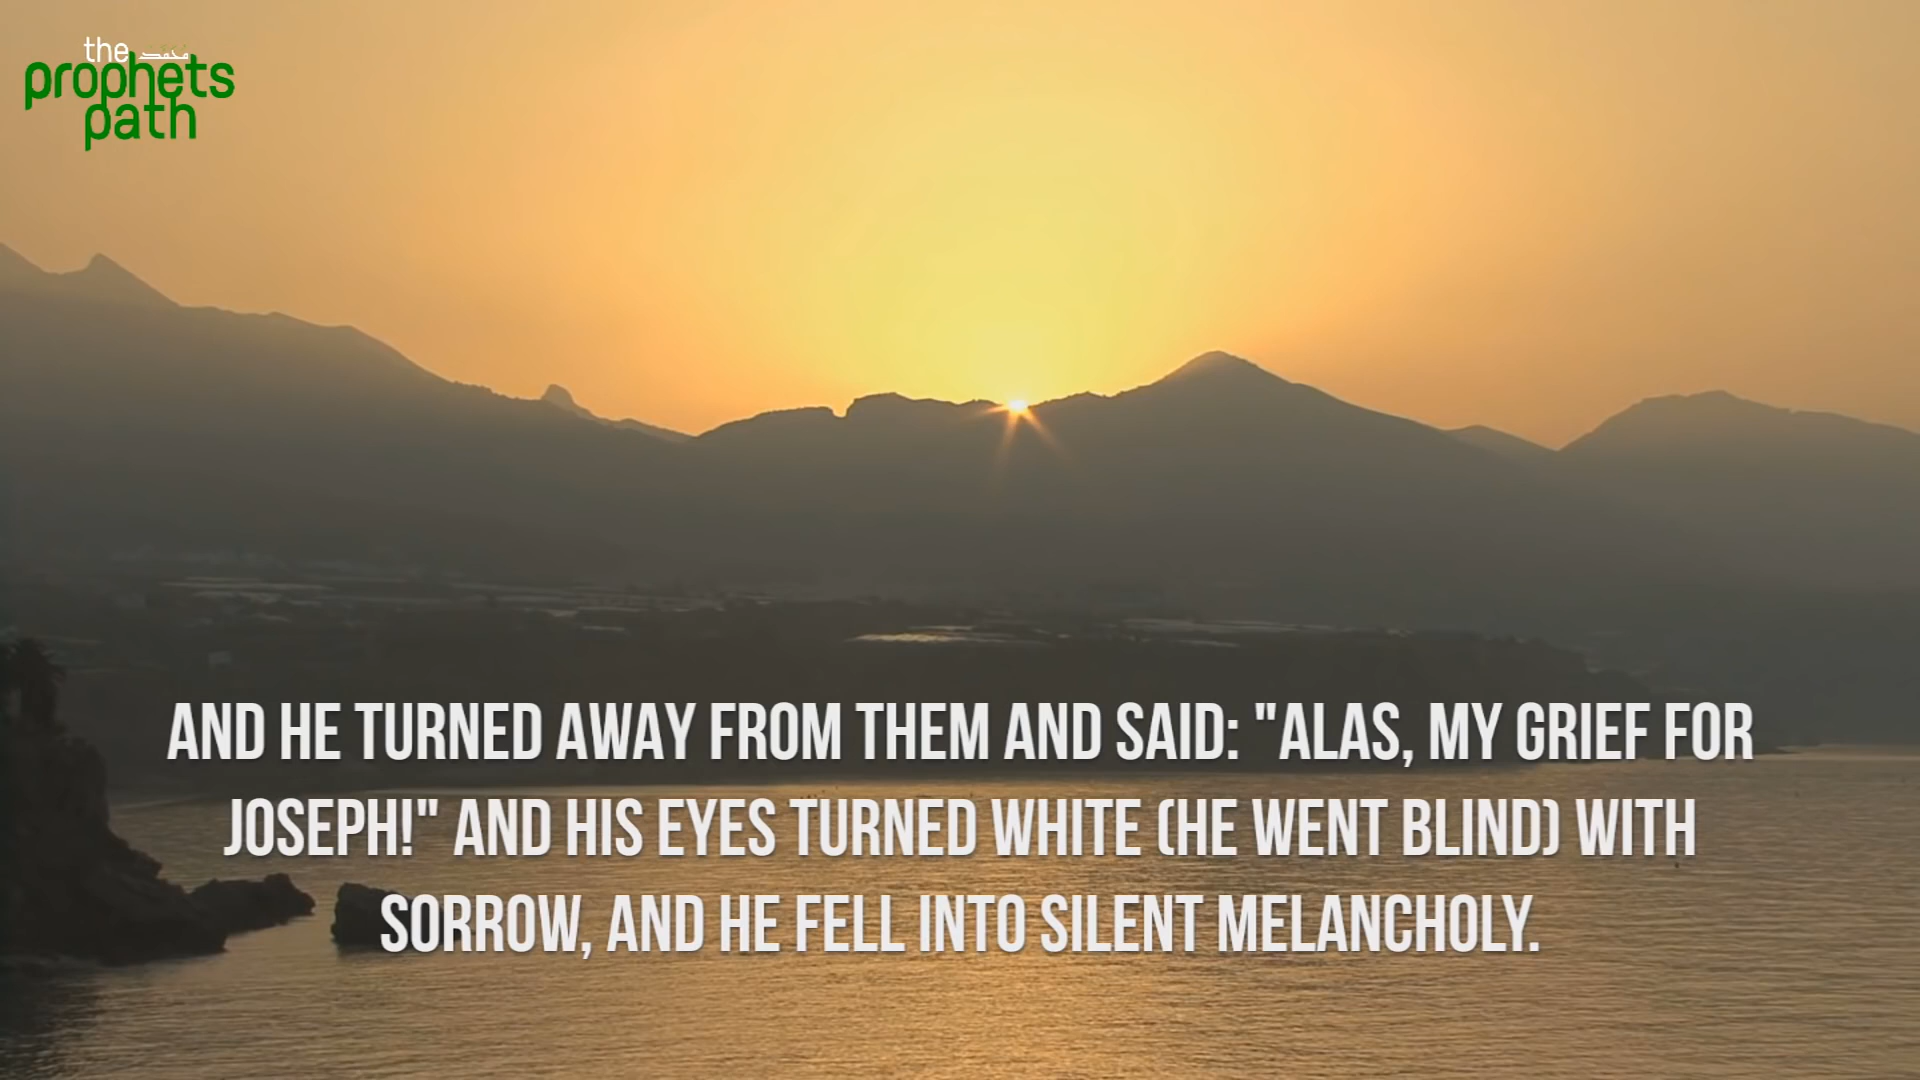 the محمد
prophets
path
AND HE TURNED AWAY FROM THEM AND SAID: "ALAS, MY GRIEF FOR
JOSEPH!" AND HIS EYES TURNED WHITE (HE WENT BLIND) WITH
SORROW, AND HE FELL INTO SILENT MELANCHOLY.